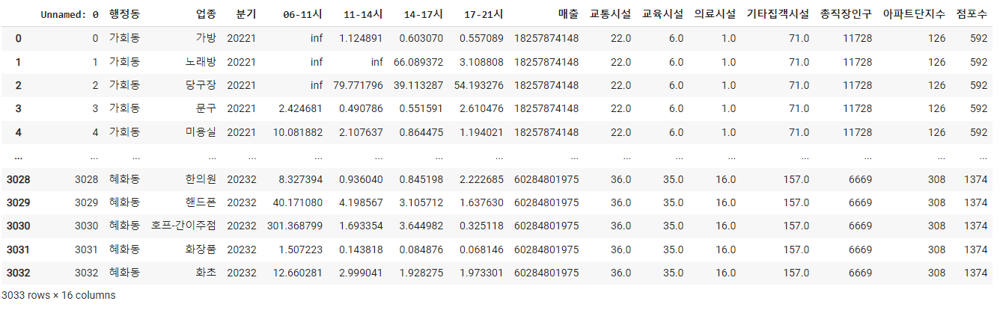 Unnamed: 0 행정동 업종 분기 06-11시 11-14시 14-17시 17-21시 매출 교통시설 교육시설 의료시설 기타집객시설 총직장인구 아파트단지수 점포수
0 0 가회동 가방 20221 inf 1.124891 0.603070 0.557089 18257874148 22.0 6.0 1.0 71.0 11728 126 592
1 1 가회동 노래방 20221 inf inf 66.089372 3.108808 18257874148 22.0 6.0 1.0 71.0 11728 126 592
2 2 가회동 당구장 20221 inf 79.771796 39.113287 54.193276 18257874148 22.0 6.0 1.0 71.0 11728 126 592
3 3 가회동 문구 20221 2.424681 0.490786 0.551591 2.610476 18257874148 22.0 6.0 1.0 71.0 11728 126 592
4 4 가회동 미용실 20221 10.081882 2.107637 0.864475 1.194021 18257874148 22.0 6.0 1.0 71.0 11728 126 592
... ... ... ... ... ... ... ... ... ... ... ... ... ... ... ... ...
3028 3028 혜화동 한의원 20232 8.327394 0.936040 0.845198 2.222685 60284801975 36.0 35.0 16.0 157.0 6669 308 1374
3029 3029 혜화동 핸드폰 20232 40.171080 4.198567 3.105712 1.637630 60284801975 36.0 35.0 16.0 157.0 6669 308 1374
3030 3030 혜화동 호프-간이주점 20232 301.368799 1.693354 3.644982 0.325118 60284801975 36.0 35.0 16.0 157.0 6669 308 1374
3031 3031 혜화동 화장품 20232 1.507223 0.143818 0.084876 0.068146 60284801975 36.0 35.0 16.0 157.0 6669 308 1374
3032 3032 혜화동 화초 20232 12.660281 2.999041 1.928275 1.973301 60284801975 36.0 35.0 16.0 157.0 6669 308 1374
3033 rows × 16 columns